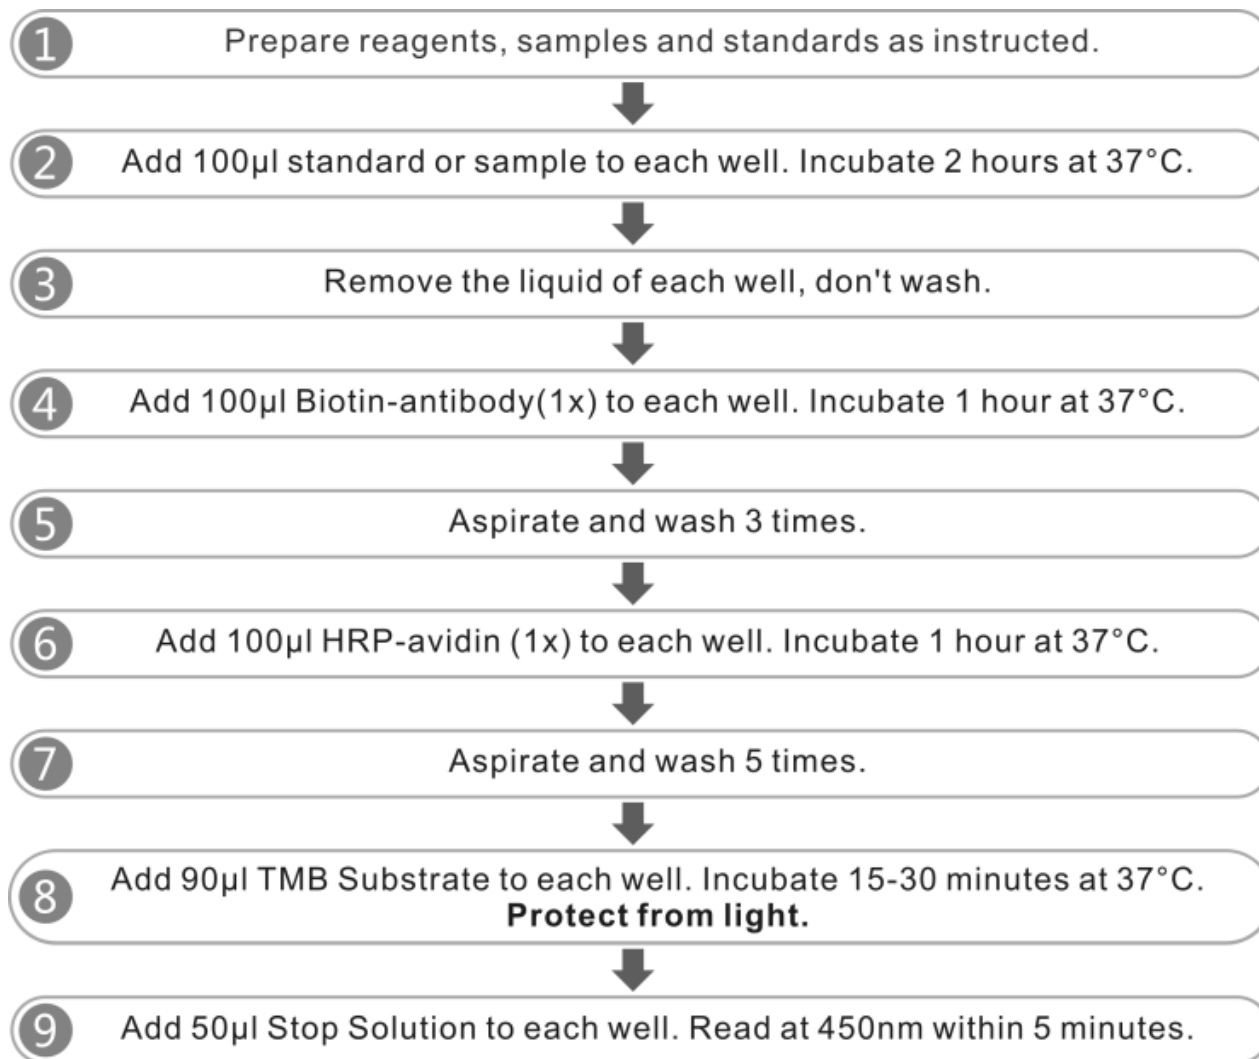 1 Prepare reagents, samples and standards as instructed.
2 Add 100µl standard or sample to each well. Incubate 2 hours at 37°C.
3 Remove the liquid of each well, don't wash.
4 Add 100µl Biotin-antibody(1x) to each well. Incubate 1 hour at 37°C.
5 Aspirate and wash 3 times.
6 Add 100µl HRP-avidin (1x) to each well. Incubate 1 hour at 37°C.
7 Aspirate and wash 5 times.
8 Add 90µl TMB Substrate to each well. Incubate 15-30 minutes at 37°C.
Protect from light.
9 Add 50µl Stop Solution to each well. Read at 450nm within 5 minutes.